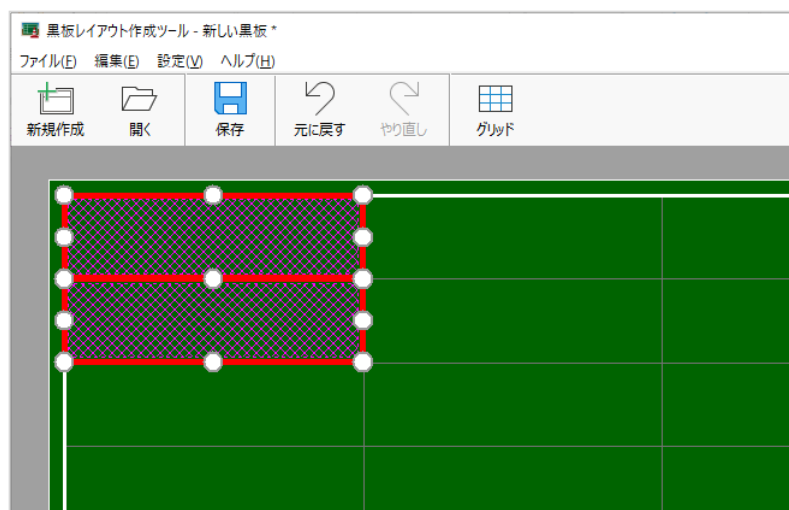 黒板レイアウト作成ツール - 新しい黒板 *
ファイル(F) 編集(E) 設定(V) ヘルプ(H)
新規作成 開く 保存 元に戻す やり直し グリッド